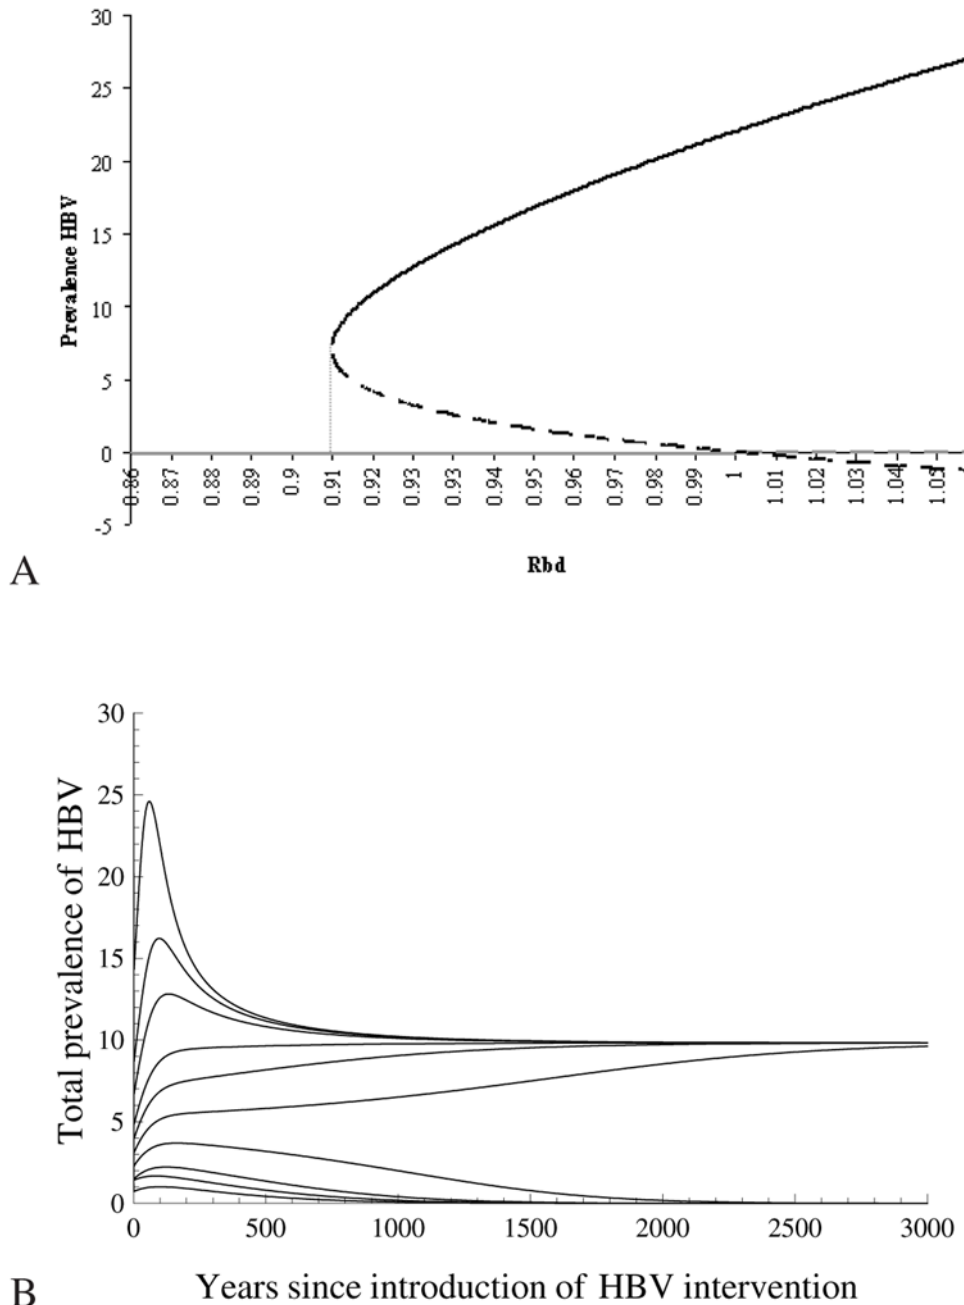 30
25
20
15
10
5
0
-5
Prevalence HBV
0.86 0.87 0.88 0.89 0.9 0.91 0.92 0.93 0.93 0.94 0.95 0.96 0.97 0.98 0.99 1 1.01 1.02 1.03 1.04 1.05
Rbd
A
30
25
20
15
10
5
0
Total prevalence of HBV
0 500 1000 1500 2000 2500 3000
Years since introduction of HBV intervention
B